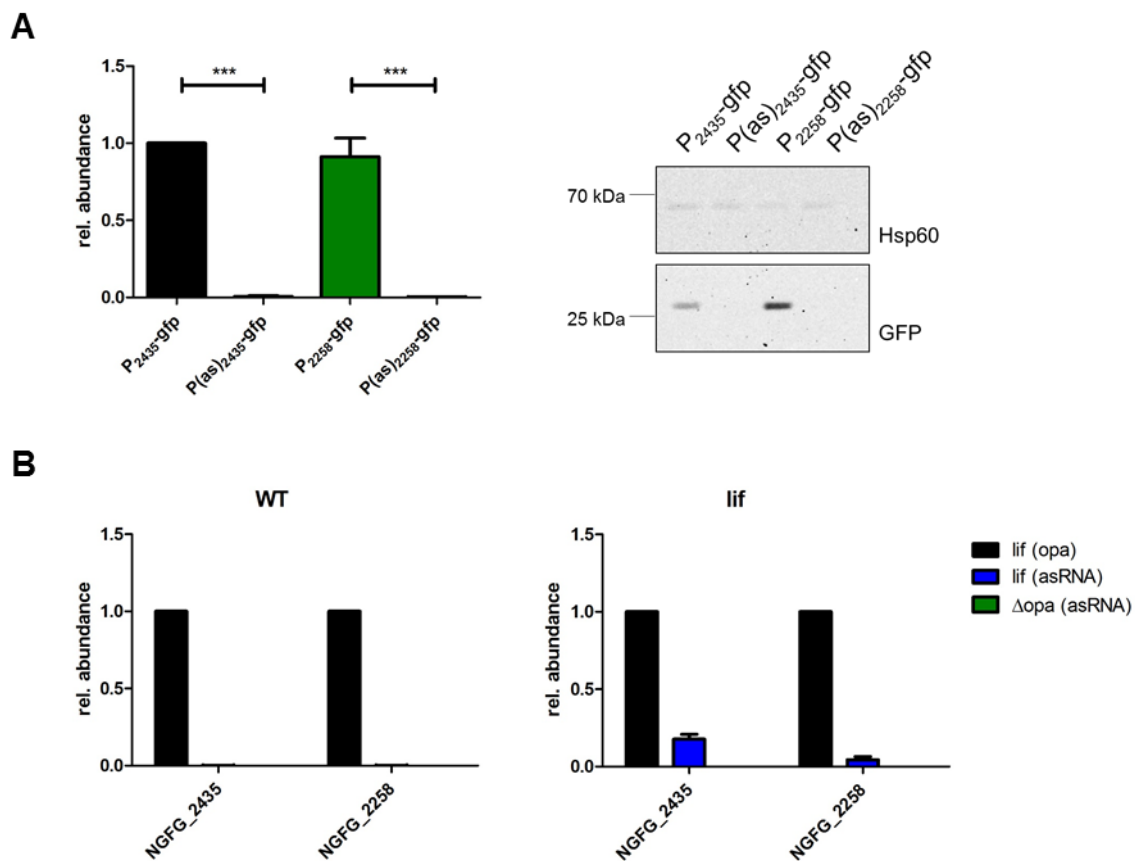 A
1.5
1.0
0.5
0.0
rel. abundance
***
***
P2435-gfp
P(as)2435-gfp
P2258-gfp
P(as)2258-gfp
P2435-gfp
P(as)2435-gfp
P2258-gfp
P(as)2258-gfp
70 kDa
Hsp60
25 kDa
GFP
B
WT
1.5
1.0
0.5
0.0
rel. abundance
NGFG_2435
NGFG_2258
lif
1.5
1.0
0.5
0.0
rel. abundance
NGFG_2435
NGFG_2258
lif (opa)
lif (asRNA)
Δopa (asRNA)